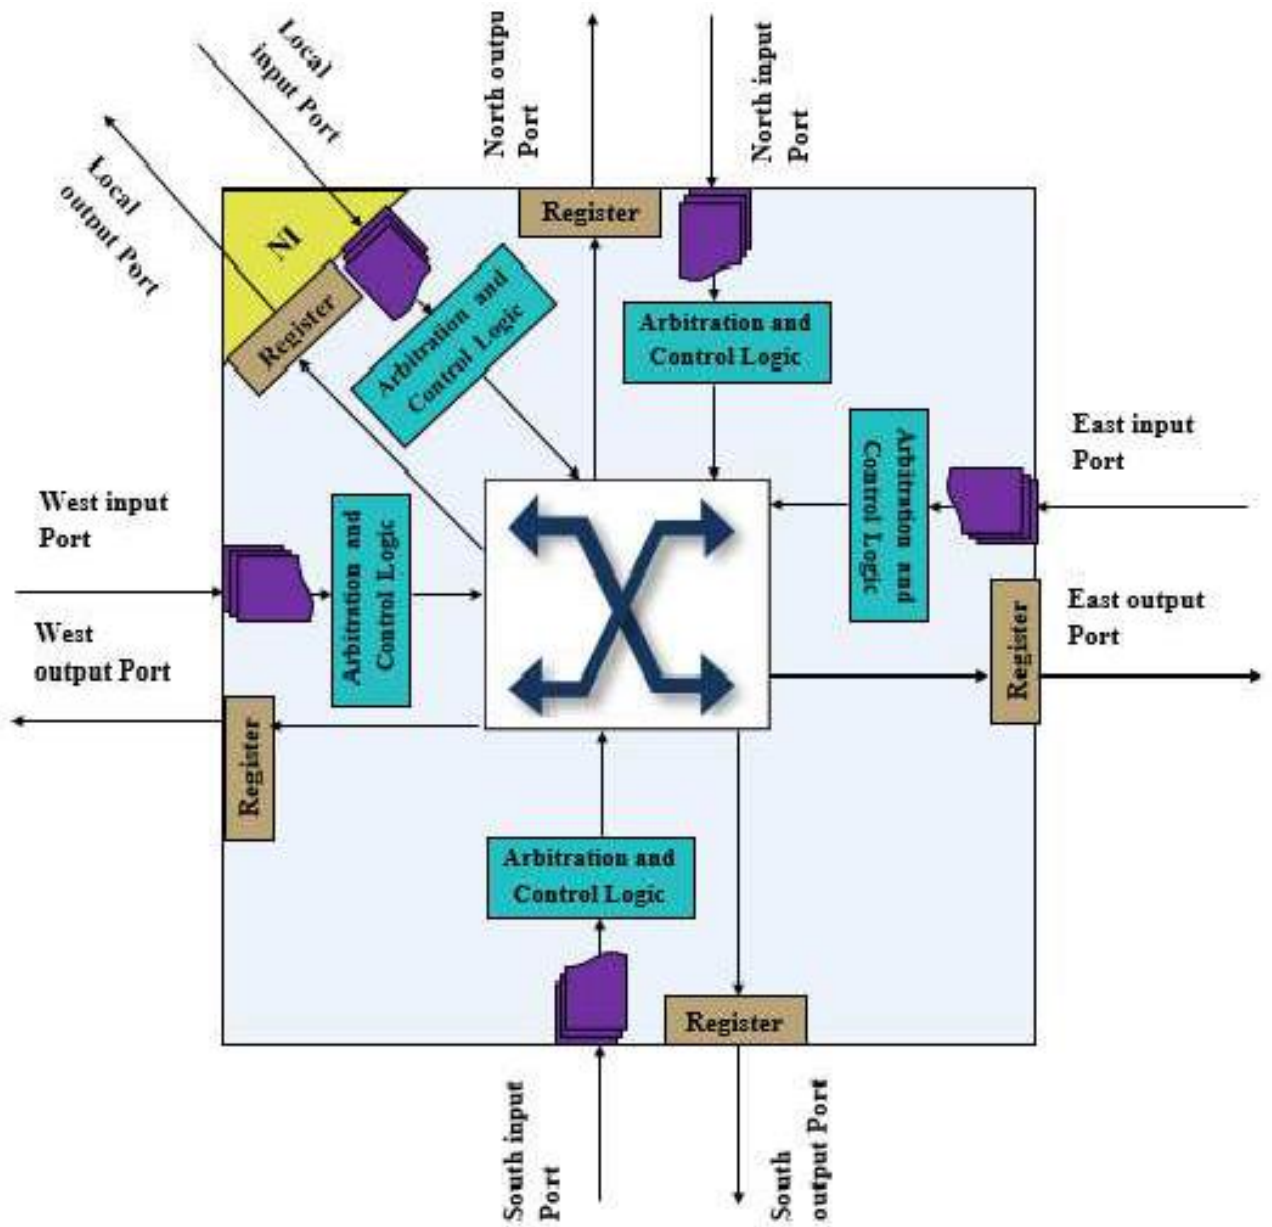 Local
input Port
Local
output Port
North outpu
Port
North input
Port
NI
Register
Register
Arbitration and
Control Logic
Arbitration and
Control Logic
East input
Port
Arbitration and
Control Logic
West input
Port
Arbitration and
Control Logic
East output
Port
Register
West
output Port
Register
Arbitration and
Control Logic
Register
South input
Port
South
output Port